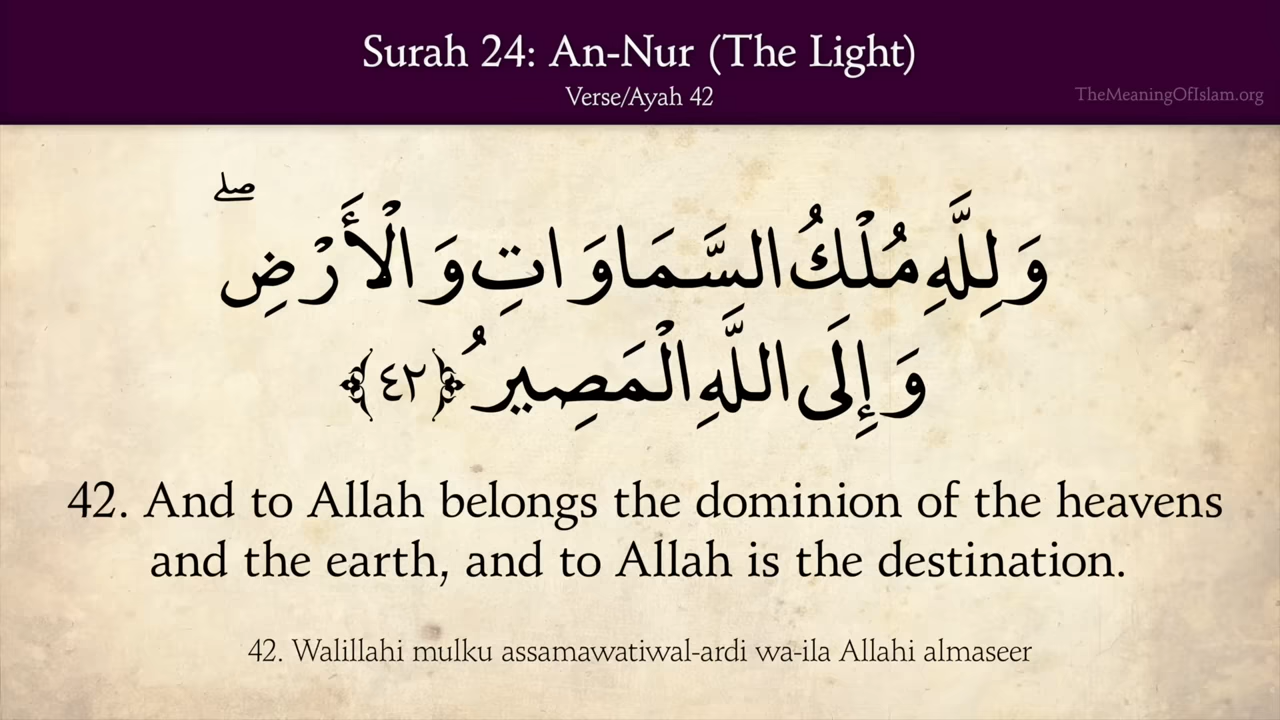 Surah 24: An-Nur (The Light)
Verse/Ayah 42
TheMeaningOfIslam.org
وَلِلَّهِ مُلْكُ السَّمَاوَاتِ وَالْأَرْضِ ۖ
وَإِلَى اللَّهِ الْمَصِيرُ ﴿٤٢﴾
42. And to Allah belongs the dominion of the heavens
and the earth, and to Allah is the destination.
42. Walillahi mulku assamawatiwal-ardi wa-ila Allahi almaseer